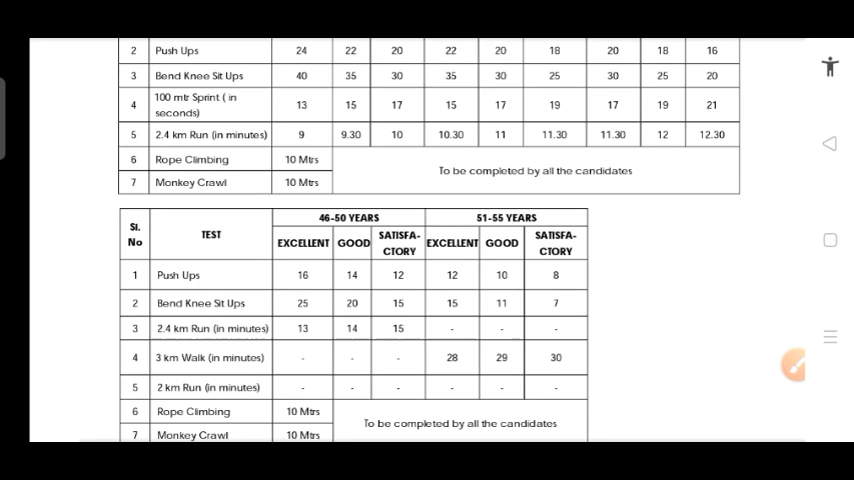 2 Push Ups 24 22 20 22 20 18 20 18 16
3 Bend Knee Sit Ups 40 35 30 35 30 25 30 25 20
4 100 mtr Sprint ( in seconds) 13 15 17 15 17 19 17 19 21
5 2.4 km Run (in minutes) 9 9.30 10 10.30 11 11.30 11.30 12 12.30
6 Rope Climbing 10 Mtrs To be completed by all the candidates
7 Monkey Crawl 10 Mtrs
Sl. No TEST 46-50 YEARS 51-55 YEARS
EXCELLENT GOOD SATISFA-CTORY EXCELLENT GOOD SATISFA-CTORY
1 Push Ups 16 14 12 12 10 8
2 Bend Knee Sit Ups 25 20 15 15 11 7
3 2.4 km Run (in minutes) 13 14 15 - - -
4 3 km Walk (in minutes) - - - 28 29 30
5 2 km Run (in minutes) - - - - - -
6 Rope Climbing 10 Mtrs To be completed by all the candidates
7 Monkey Crawl 10 Mtrs